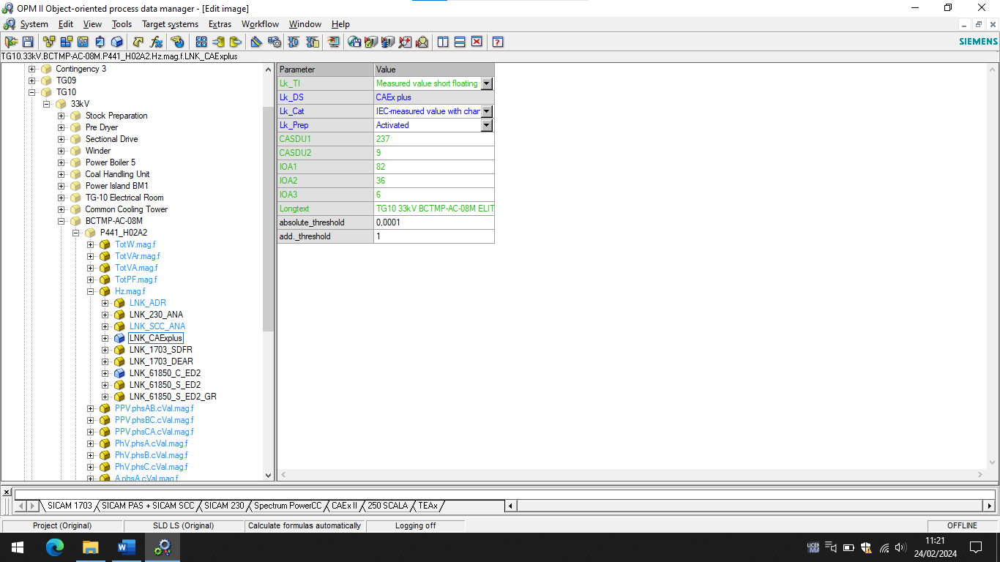 OPM II Object-oriented process data manager - [Edit image]
System Edit View Tools Target systems Extras Workflow Window Help
SIEMENS
TG10.33kV.BCTMP-AC-08M.P441_H02A2.Hz.mag.f.LNK_CAExplus
Contingency 3
TG09
TG10
33kV
Stock Preparation
Pre Dryer
Sectional Drive
Winder
Power Boiler 5
Coal Handling Unit
Power Island BM1
TG-10 Electrical Room
Common Cooling Tower
BCTMP-AC-08M
P441_H02A2
TotW.mag.f
TotVAr.mag.f
TotVA.mag.f
TotPF.mag.f
Hz.mag.f
LNK_ADR
LNK_230_ANA
LNK_SCC_ANA
LNK_CAExplus
LNK_1703_SDFR
LNK_1703_DEAR
LNK_61850_C_ED2
LNK_61850_S_ED2
LNK_61850_S_ED2_GR
PPV.phsAB.cVal.mag.f
PPV.phsBC.cVal.mag.f
PPV.phsCA.cVal.mag.f
PhV.phsA.cVal.mag.f
PhV.phsB.cVal.mag.f
PhV.phsC.cVal.mag.f
A.phsA.cVal.mag.f
Parameter Value
Lk_TI Measured value short floating
Lk_DS CAEx plus
Lk_Cat IEC-measured value with char
Lk_Prep Activated
CASDU1 237
CASDU2 9
IOA1 82
IOA2 36
IOA3 6
Longtext TG10 33kV BCTMP-AC-08M ELIT
absolute_threshold 0,0001
add._threshold 1
SICAM 1703 SICAM PAS + SICAM SCC SICAM 230 Spectrum PowerCC CAEx II 250 SCALA TEAx
Project (Original) SLD LS (Original) Calculate formulas automatically Logging off OFFLINE
11:21
24/02/2024